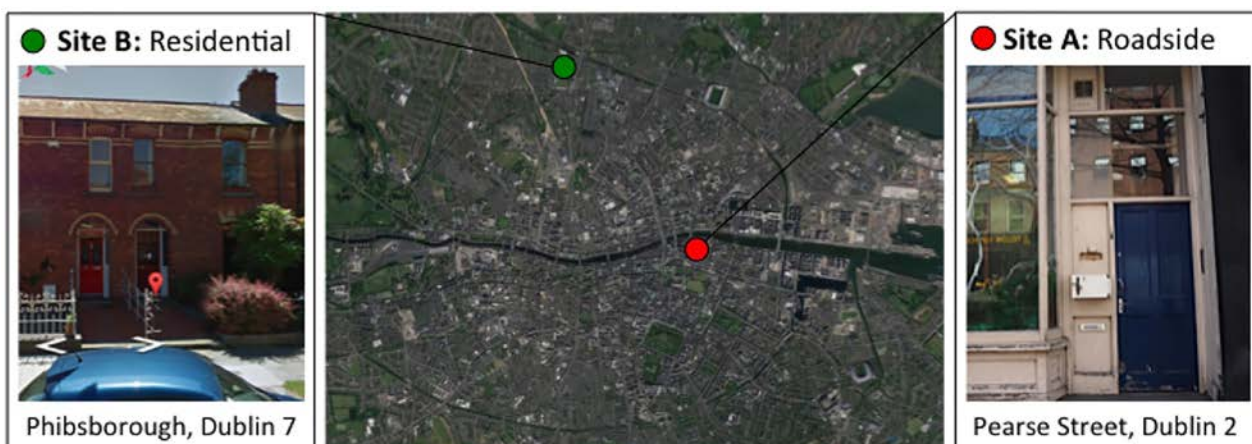 Site B: Residential
Phibsborough, Dublin 7
Site A: Roadside
Pearse Street, Dublin 2